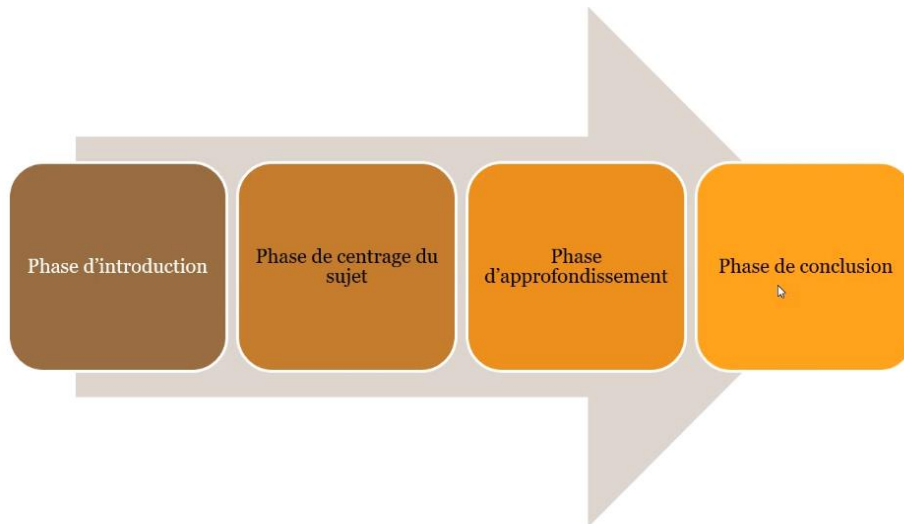 Phase d’introduction
Phase de centrage du
sujet
Phase
d’approfondissement
Phase de conclusion